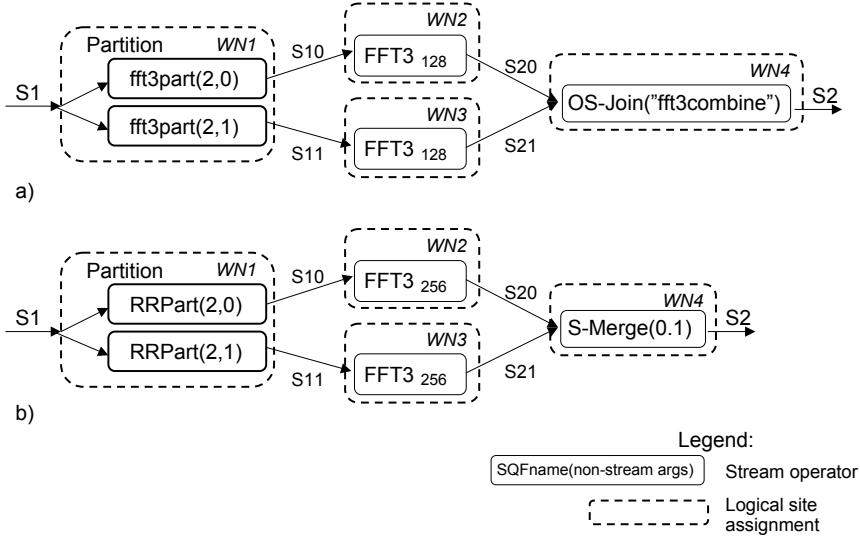 Partition WN1
fft3part(2,0)
fft3part(2,1)
S1
S10
S11
WN2
FFT3 128
WN3
FFT3 128
S20
S21
WN4
OS-Join(”fft3combine”)
S2
a)
Partition WN1
RRPart(2,0)
RRPart(2,1)
S1
S10
S11
WN2
FFT3 256
WN3
FFT3 256
S20
S21
WN4
S-Merge(0.1)
S2
b)
Legend:
SQFname(non-stream args)
Stream operator
Logical site
assignment